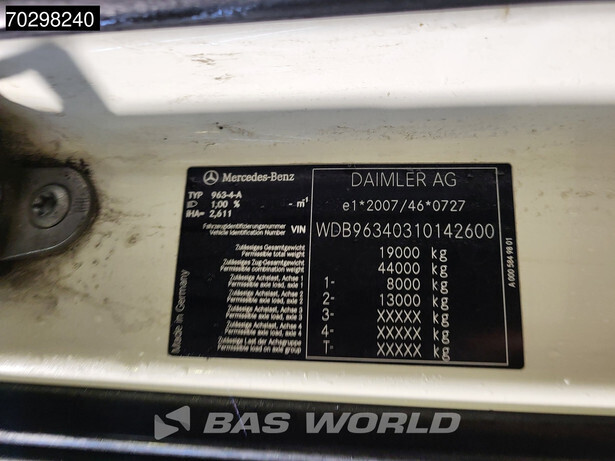 70298240
Mercedes-Benz
DAIMLER AG
TYP 963-4-A
1,00 % - m⁻¹
IHA= 2,611
e1*2007/46*0727
Fahrzeugidentifizierungsnummer
Vehicle Identification Number VIN WDB96340310142600
Zulässiges Gesamtgewicht
Permissible total weight 19000 kg
Zulässiges Zug-Gesamtgewicht
Permissible combination weight 44000 kg
Zulässige Achslast, Achse 1
Permissible axle load, axle 1 1- 8000 kg
Zulässige Achslast, Achse 2
Permissible axle load, axle 2 2- 13000 kg
Zulässige Achslast, Achse 3
Permissible axle load, axle 3 3- XXXXX kg
Zulässige Achslast, Achse 4
Permissible axle load, axle 4 4- XXXXX kg
Zul. Last der Achsgruppe
Permissible load on axle group T- XXXXX kg
Made in Germany
A 000 584 98 01
BAS WORLD